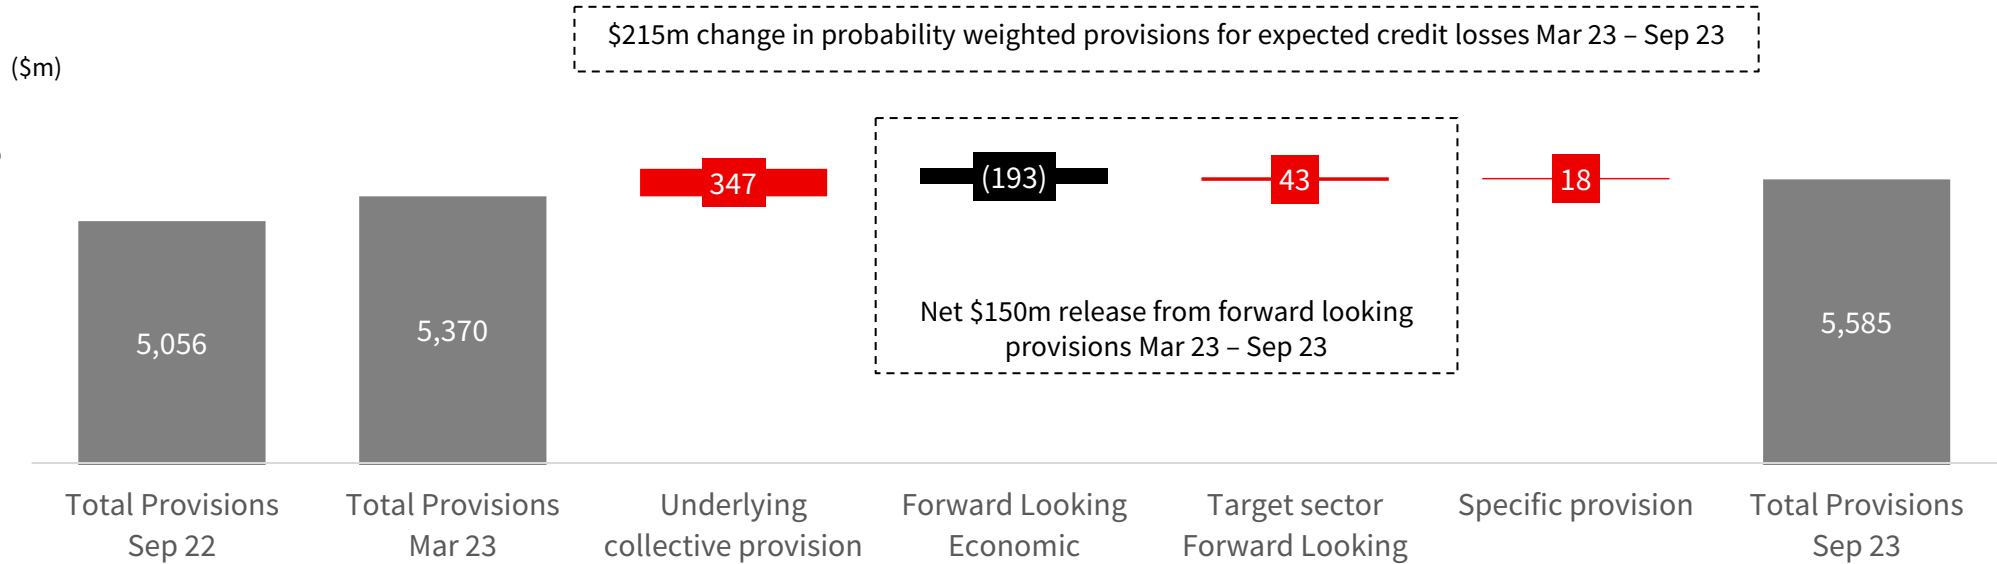 $215m change in probability weighted provisions for expected credit losses Mar 23 – Sep 23
($m)
347
(193)
43
18
5,056
5,370
Net $150m release from forward looking
provisions Mar 23 – Sep 23
5,585
Total Provisions
Sep 22
Total Provisions
Mar 23
Underlying
collective provision
Forward Looking
Economic
Target sector
Forward Looking
Specific provision
Total Provisions
Sep 23